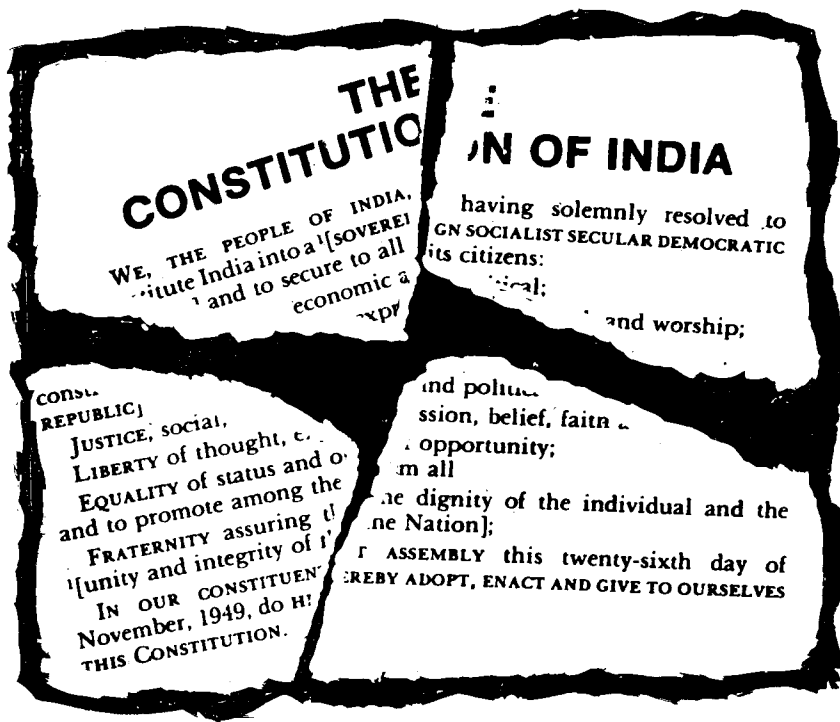 THE
CONSTITUTIO
WE, THE PEOPLE OF INDIA,
itute India into a ¹[SOVEREI
and to secure to all
economic a
expr
N OF INDIA
having solemnly resolved to
GN SOCIALIST SECULAR DEMOCRATIC
its citizens:
ical;
and worship;
REPUBLIC]
JUSTICE, social,
LIBERTY of thought, e
EQUALITY of status and o
and to promote among the
FRATERNITY assuring t
¹[unity and integrity of t
IN OUR CONSTITUEN
November, 1949, do H
THIS CONSTITUTION.
nd politi
ssion, belief, faith
opportunity;
m all
he dignity of the individual and the
ne Nation];
T ASSEMBLY this twenty-sixth day of
EREBY ADOPT, ENACT AND GIVE TO OURSELVES